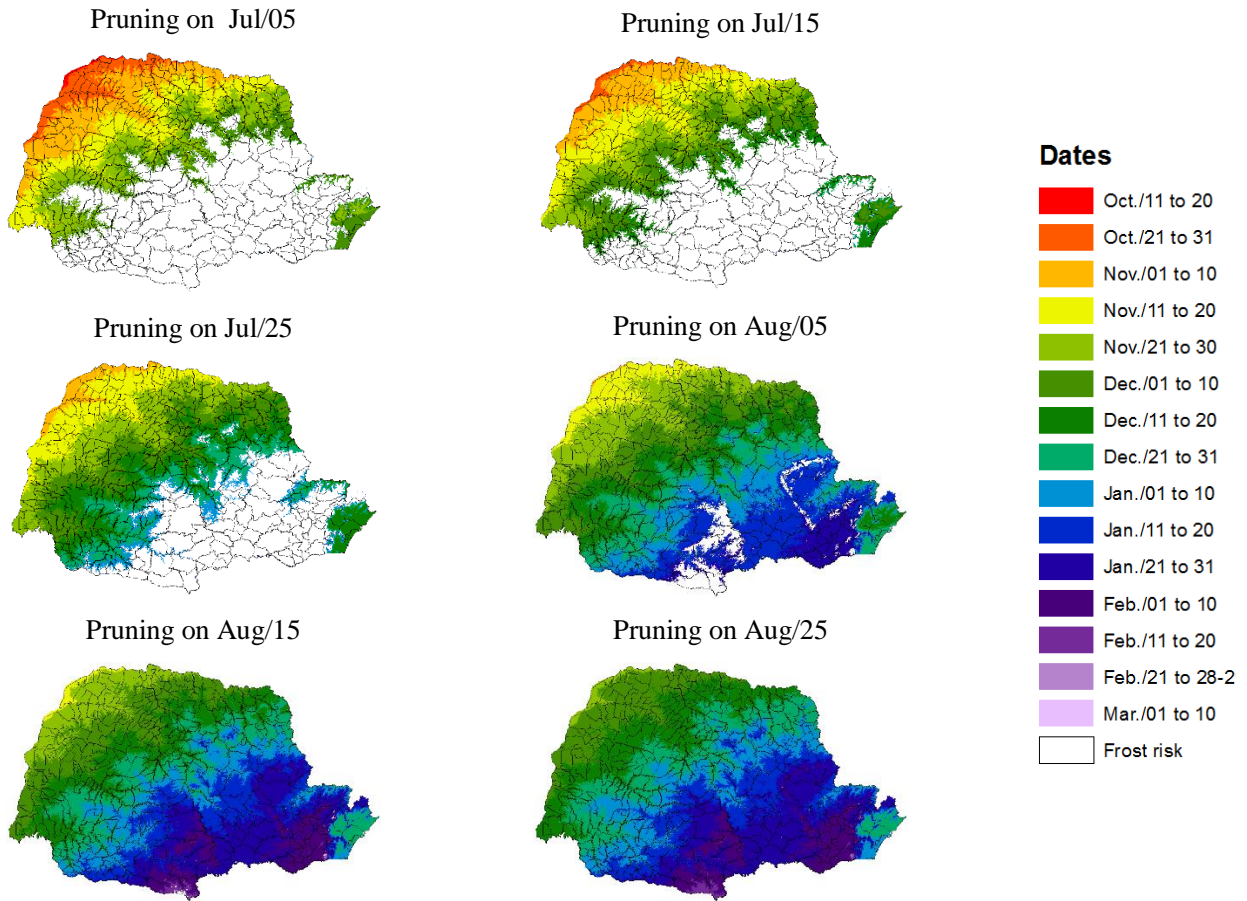 Pruning on Jul/05
Pruning on Jul/15
Pruning on Jul/25
Pruning on Aug/05
Pruning on Aug/15
Pruning on Aug/25
Dates
Oct./11 to 20
Oct./21 to 31
Nov./01 to 10
Nov./11 to 20
Nov./21 to 30
Dec./01 to 10
Dec./11 to 20
Dec./21 to 31
Jan./01 to 10
Jan./11 to 20
Jan./21 to 31
Feb./01 to 10
Feb./11 to 20
Feb./21 to 28-2
Mar./01 to 10
Frost risk